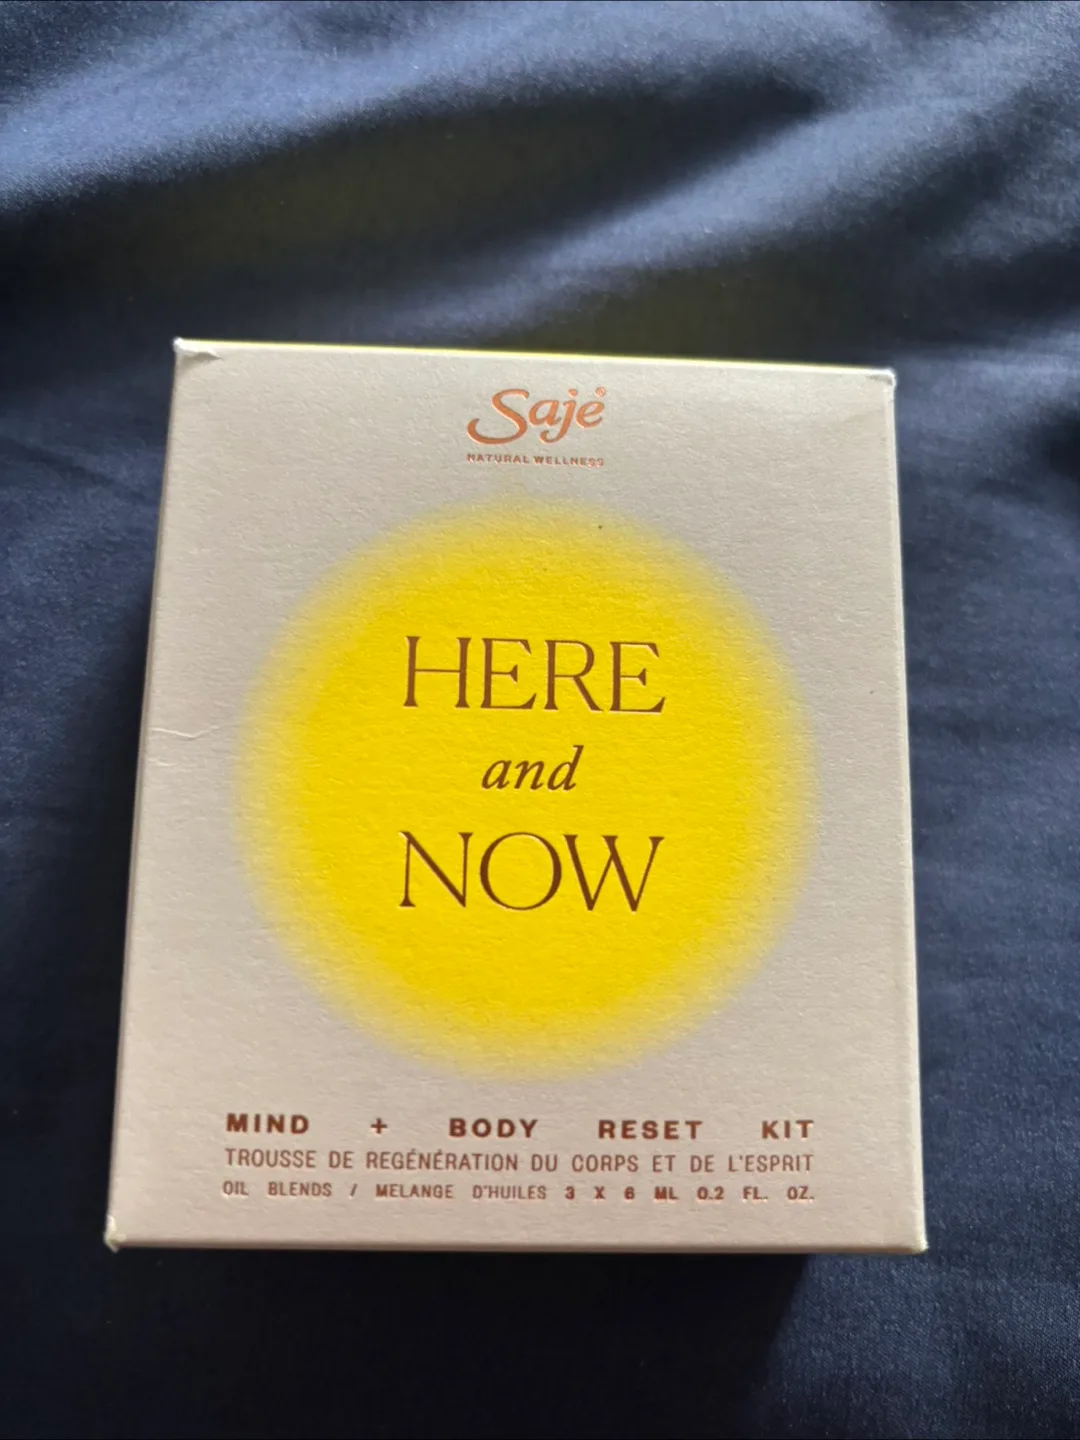 Saje®
NATURAL WELLNESS
HERE
and
NOW
MIND + BODY RESET KIT
TROUSSE DE REGÉNÉRATION DU CORPS ET DE L'ESPRIT
OIL BLENDS / MELANGE D'HUILES 3 X 6 ML 0.2 FL. OZ.